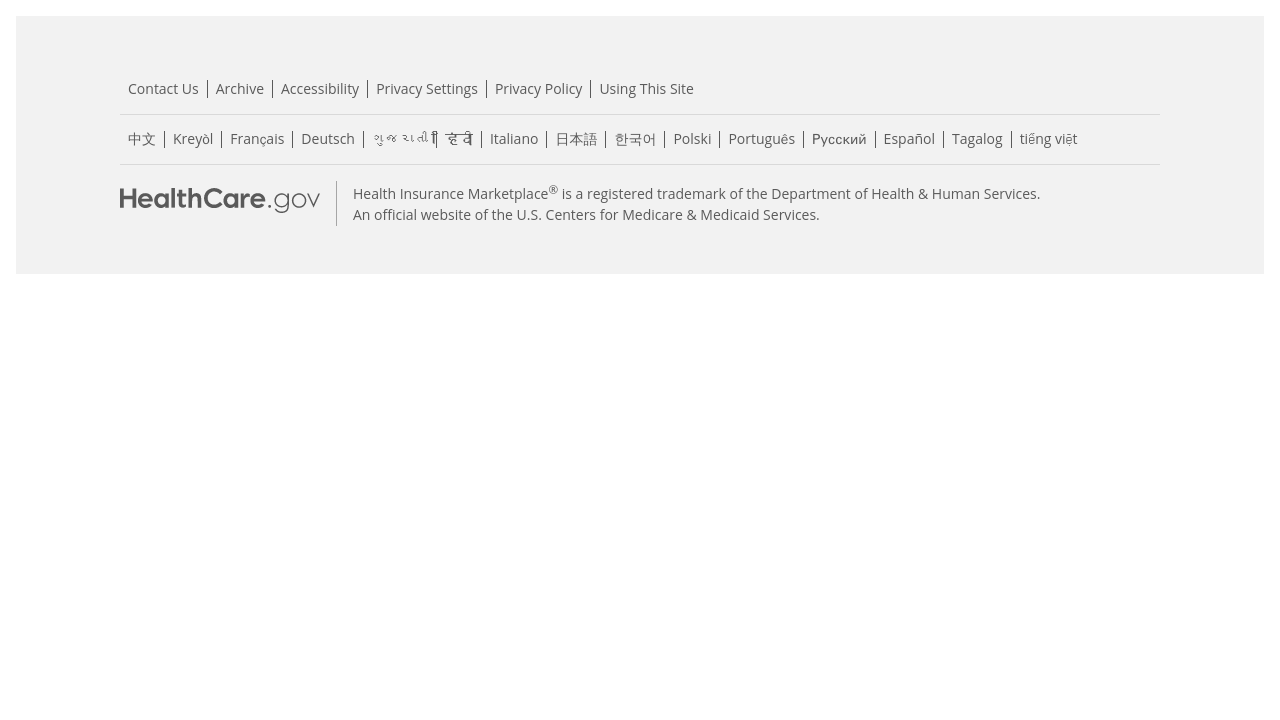 Contact Us Archive Accessibility Privacy Settings Privacy Policy Using This Site
中文 Kreyòl Français Deutsch ગુજરાતી हिंदी Italiano 日本語 한국어 Polski Português Русский Español Tagalog tiếng việt
HealthCare.gov
Health Insurance Marketplace® is a registered trademark of the Department of Health & Human Services.
An official website of the U.S. Centers for Medicare & Medicaid Services.